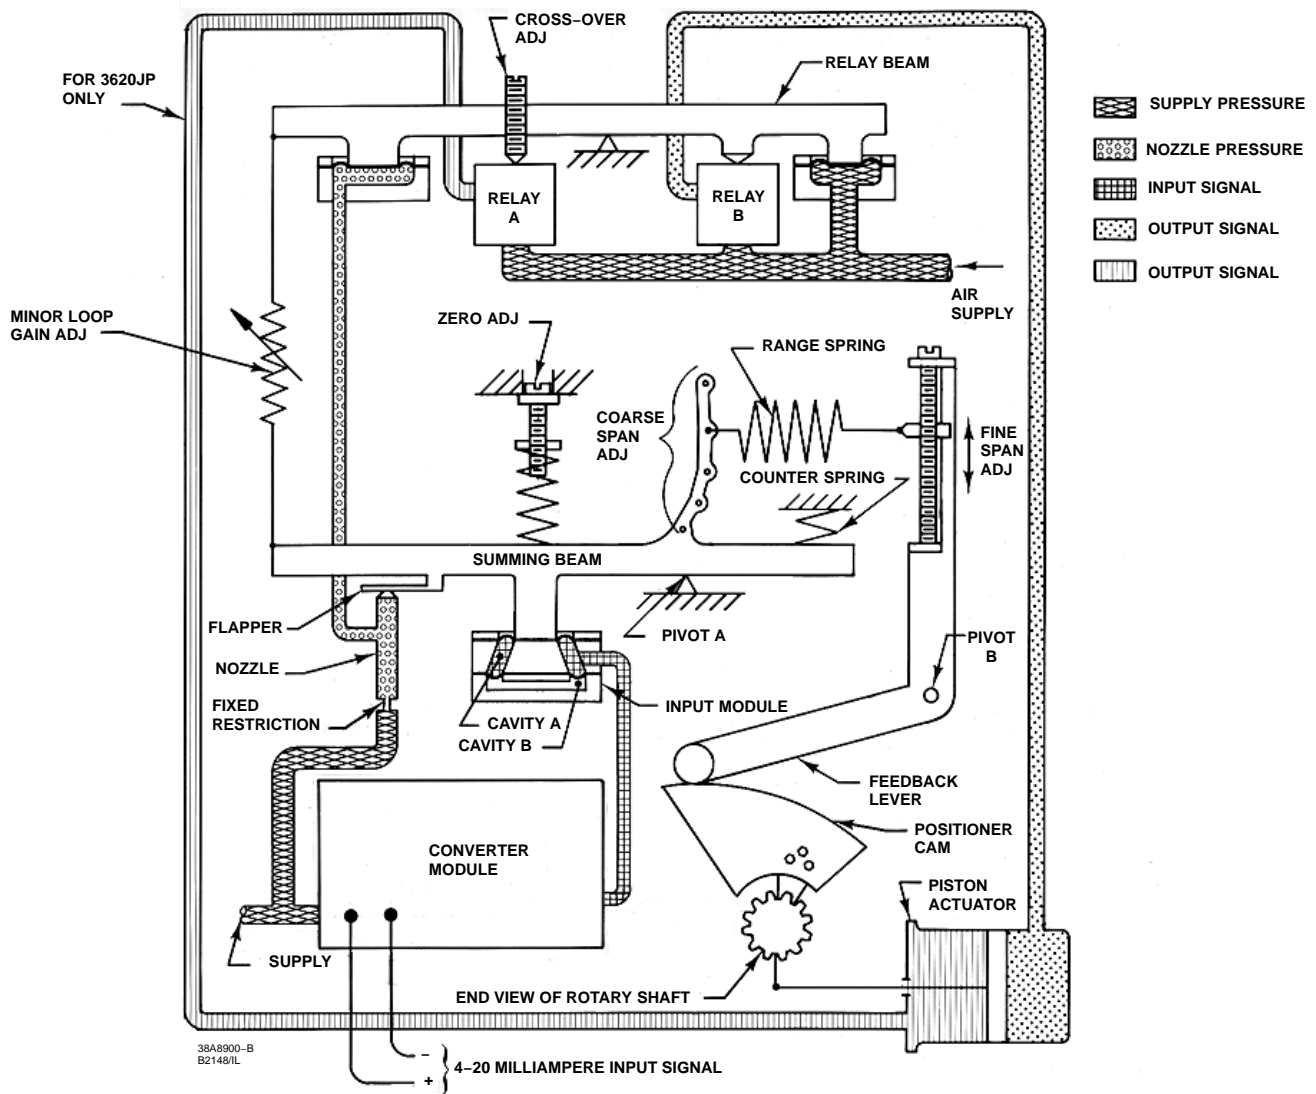 CROSS–OVER
ADJ
FOR 3620JP
ONLY
RELAY BEAM
SUPPLY PRESSURE
NOZZLE PRESSURE
INPUT SIGNAL
OUTPUT SIGNAL
OUTPUT SIGNAL
RELAY
A
RELAY
B
AIR
SUPPLY
MINOR LOOP
GAIN ADJ
ZERO ADJ
RANGE SPRING
COARSE
SPAN
ADJ
FINE
SPAN
ADJ
COUNTER SPRING
SUMMING BEAM
FLAPPER
PIVOT A
PIVOT
B
NOZZLE
FIXED
RESTRICTION
INPUT MODULE
CAVITY A
CAVITY B
FEEDBACK
LEVER
POSITIONER
CAM
CONVERTER
MODULE
PISTON
ACTUATOR
SUPPLY
END VIEW OF ROTARY SHAFT
38A8900–B
B2148/IL
–
+
4–20 MILLIAMPERE INPUT SIGNAL